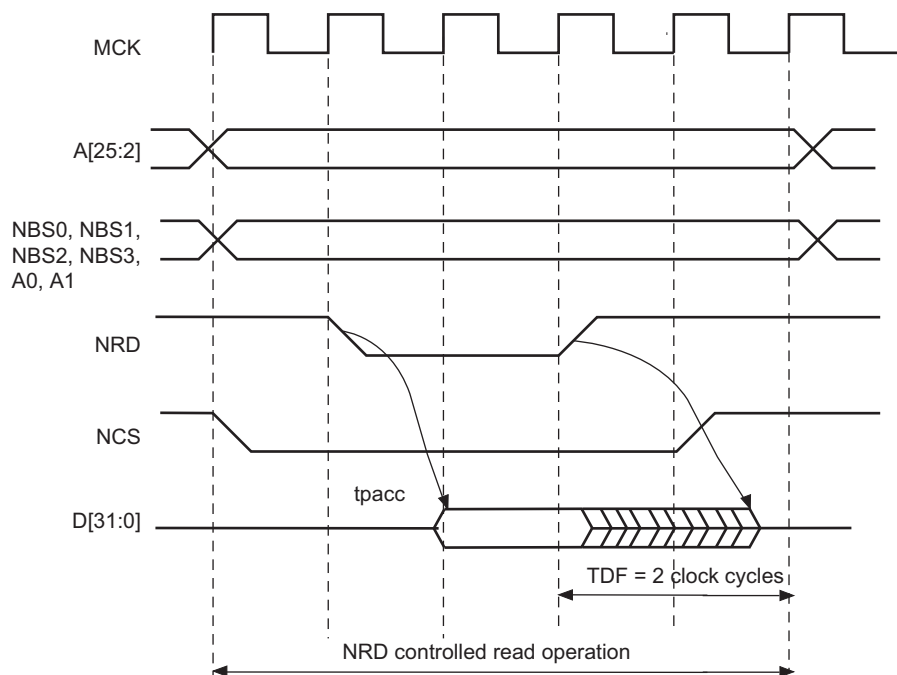 MCK
A[25:2]
NBS0, NBS1,
NBS2, NBS3,
A0, A1
NRD
NCS
tpacc
D[31:0]
TDF = 2 clock cycles
NRD controlled read operation